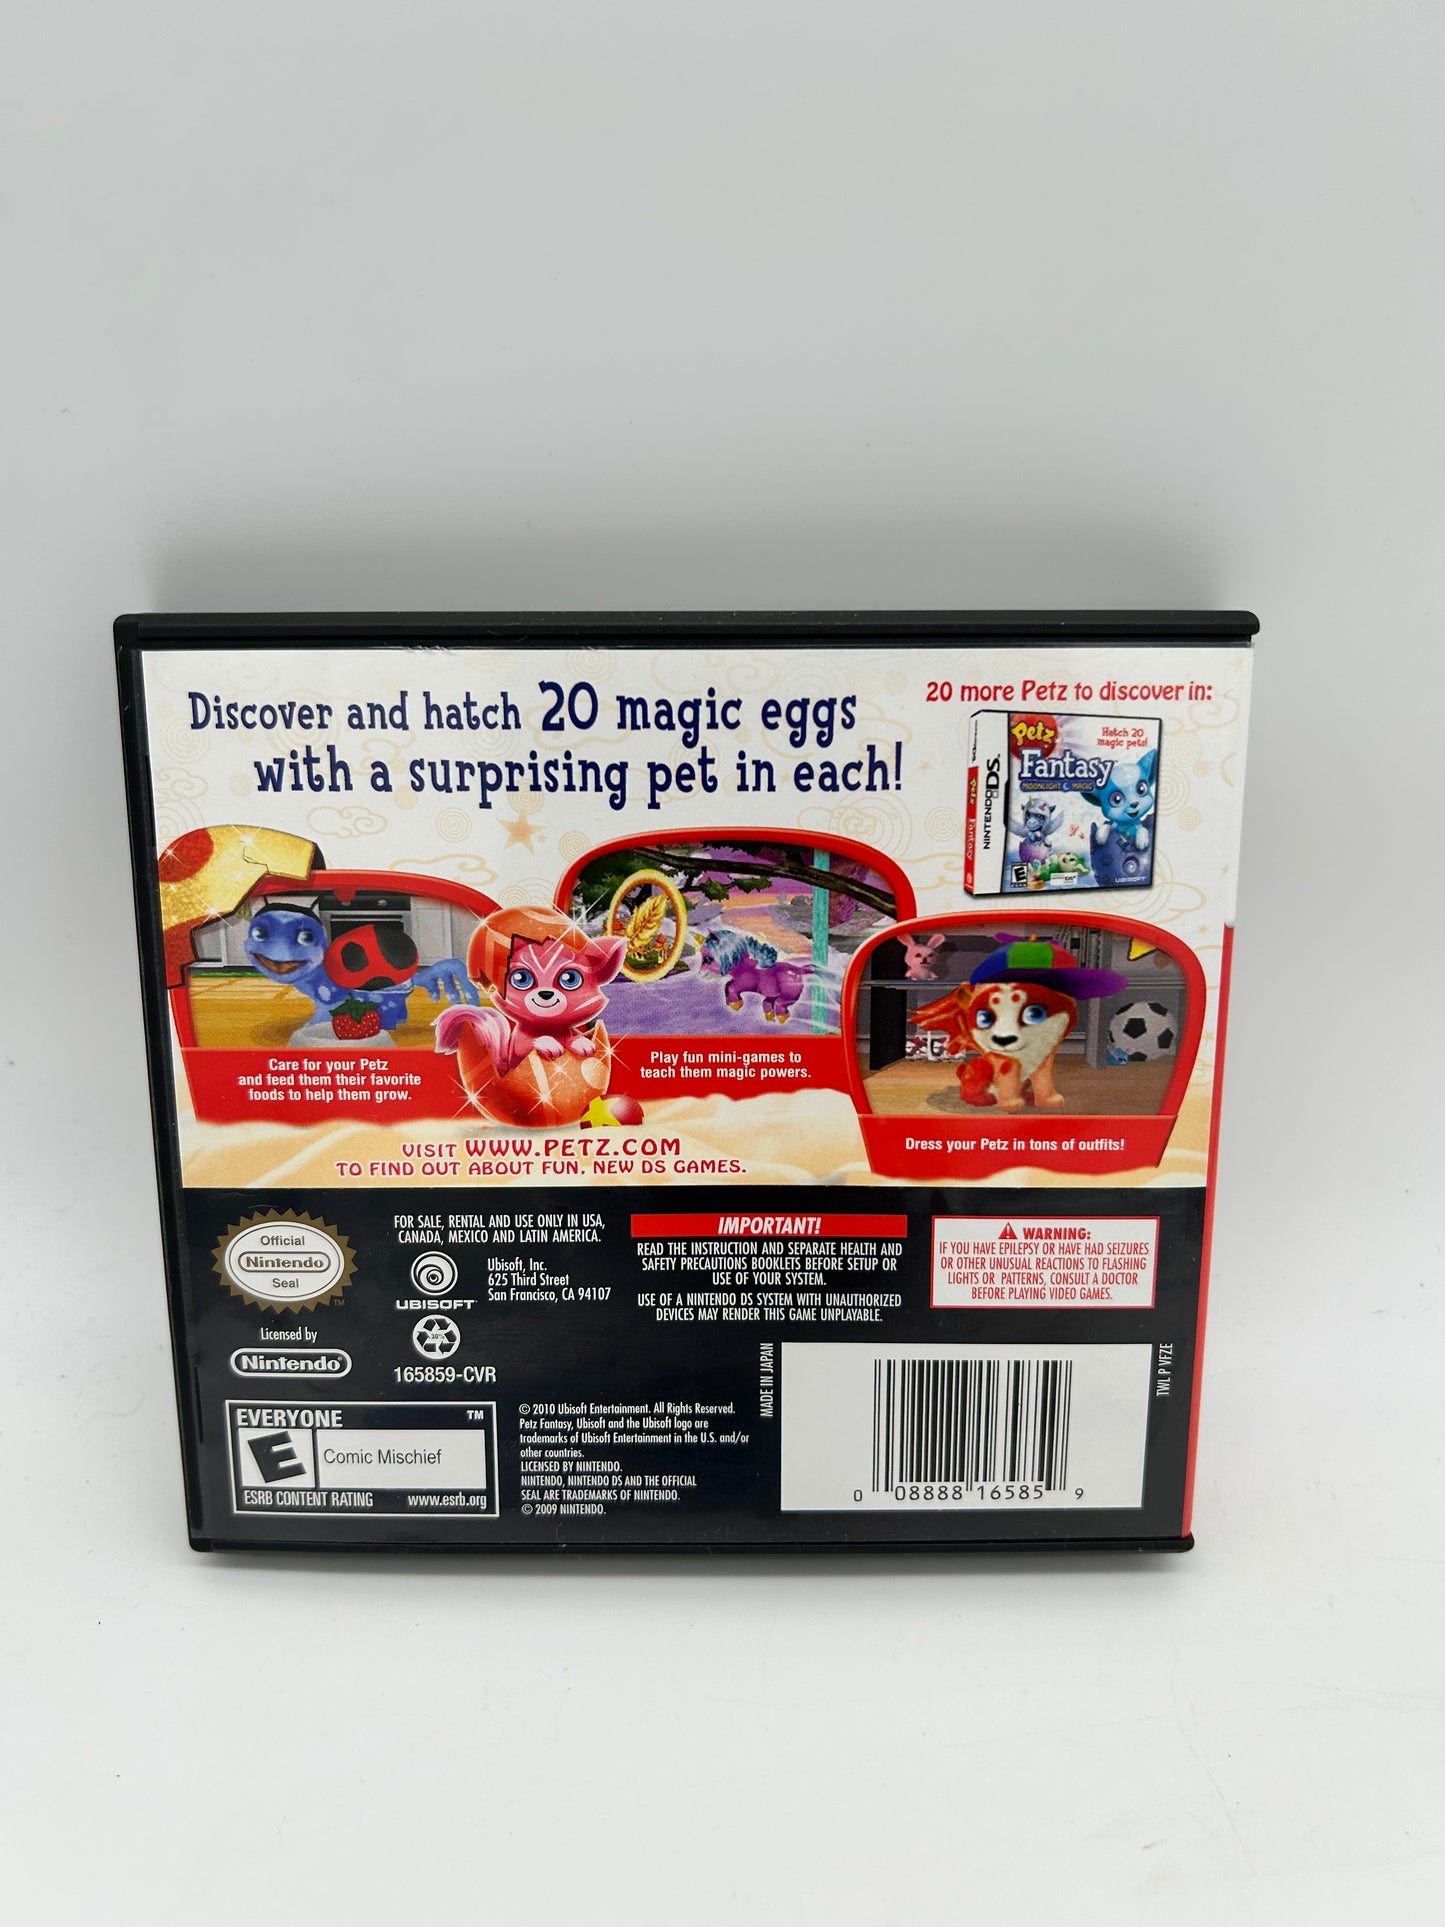 Discover and hatch 20 magic eggs
with a surprising pet in each!
20 more Petz to discover in:
Petz
Hatch 20
magic pets!
Fantasy
MOONLIGHT MAGIC
NINTENDO DS
Petz Fantasy
E
UBISOFT
Care for your Petz
and feed them their favorite
foods to help them grow.
Play fun mini-games to
teach them magic powers.
Dress your Petz in tons of outfits!
VISIT WWW.PETZ.COM
TO FIND OUT ABOUT FUN, NEW DS GAMES.
Official
Nintendo
Seal
TM
Licensed by
Nintendo
FOR SALE, RENTAL AND USE ONLY IN USA,
CANADA, MEXICO AND LATIN AMERICA.
UBISOFT
Ubisoft, Inc.
625 Third Street
San Francisco, CA 94107
30%
165859-CVR
IMPORTANT!
READ THE INSTRUCTION AND SEPARATE HEALTH AND
SAFETY PRECAUTIONS BOOKLETS BEFORE SETUP OR
USE OF YOUR SYSTEM.
USE OF A NINTENDO DS SYSTEM WITH UNAUTHORIZED
DEVICES MAY RENDER THIS GAME UNPLAYABLE.
WARNING:
IF YOU HAVE EPILEPSY OR HAVE HAD SEIZURES
OR OTHER UNUSUAL REACTIONS TO FLASHING
LIGHTS OR PATTERNS, CONSULT A DOCTOR
BEFORE PLAYING VIDEO GAMES.
EVERYONE TM
E
Comic Mischief
ESRB CONTENT RATING www.esrb.org
© 2010 Ubisoft Entertainment. All Rights Reserved.
Petz Fantasy, Ubisoft and the Ubisoft logo are
trademarks of Ubisoft Entertainment in the U.S. and/or
other countries.
LICENSED BY NINTENDO.
NINTENDO, NINTENDO DS AND THE OFFICIAL
SEAL ARE TRADEMARKS OF NINTENDO.
© 2009 NINTENDO.
MADE IN JAPAN
0 08888 16585 9
TWL P VFZE